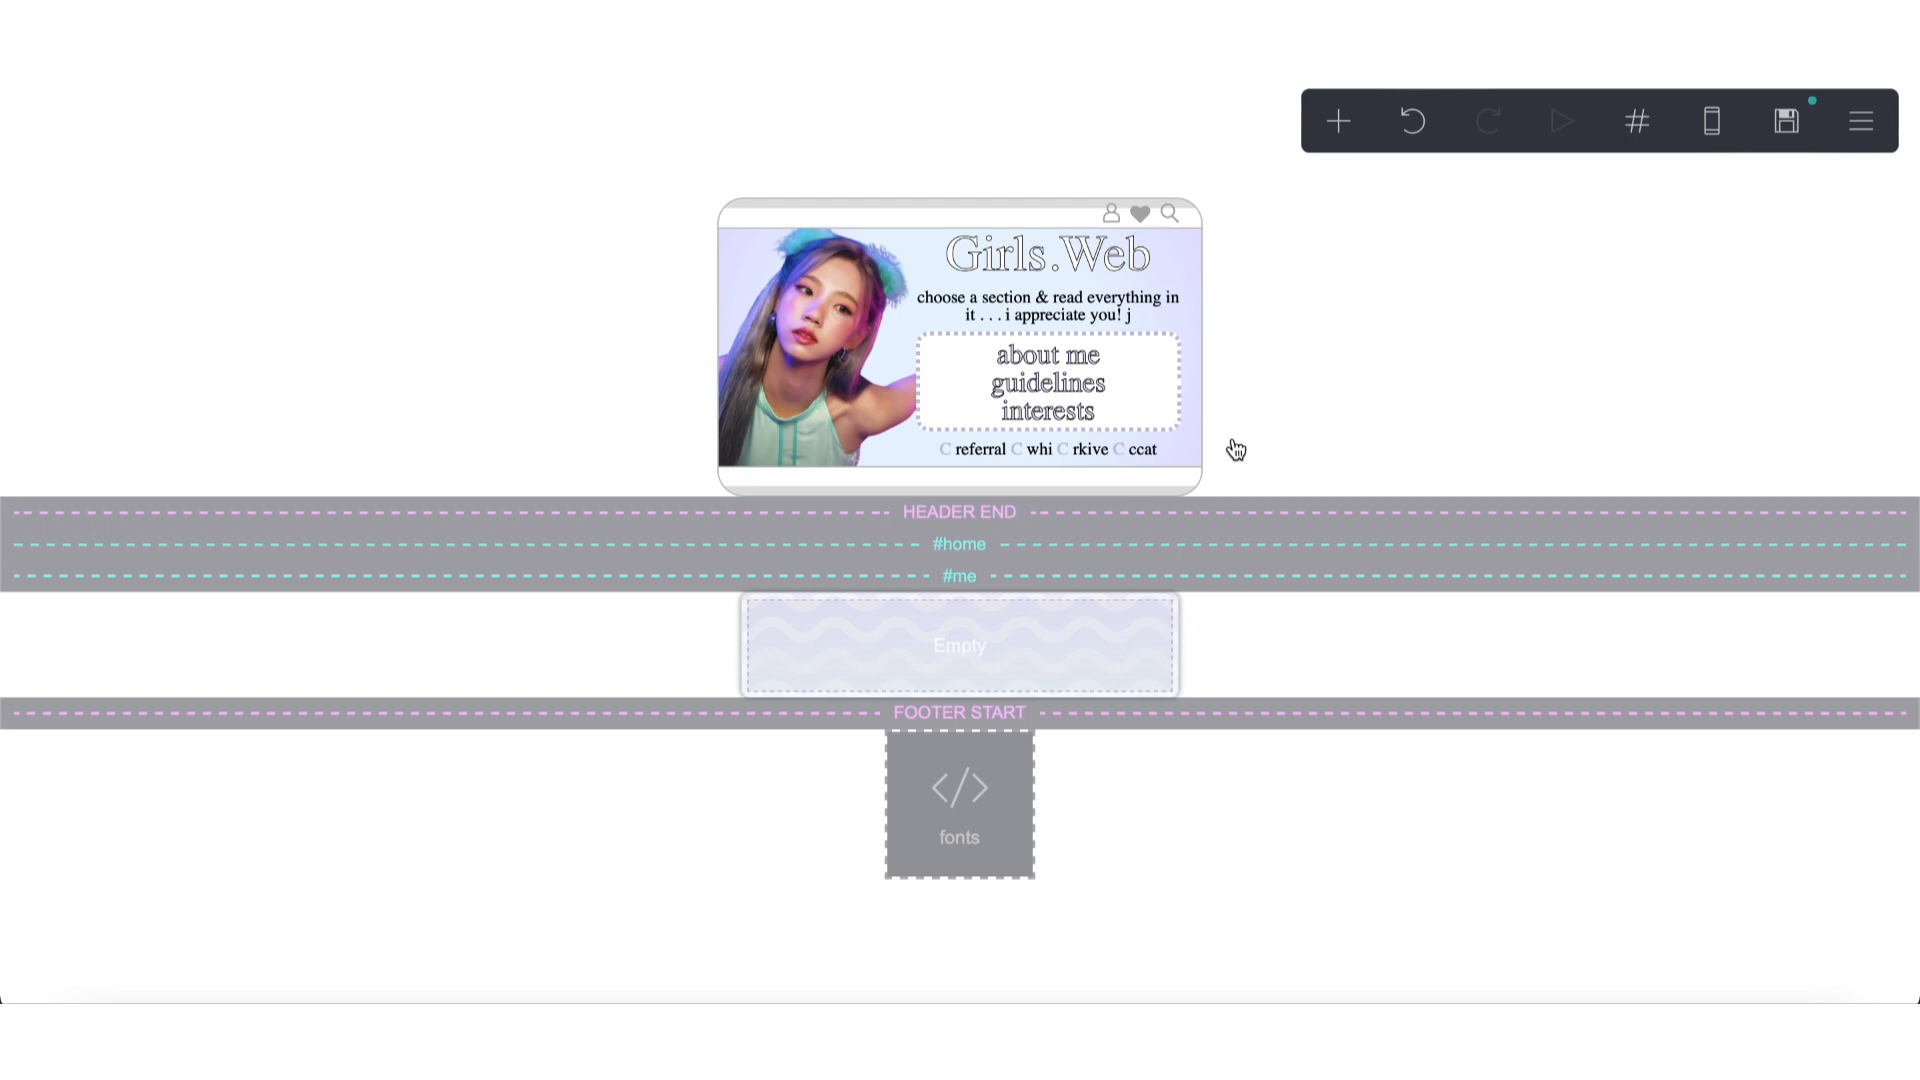 Girls.Web
choose a section & read everything in
it . . . i appreciate you! j
about me
guidelines
interests
C referral C whi C rkive C ccat
HEADER END
#home
#me
Empty
FOOTER START
</>
fonts